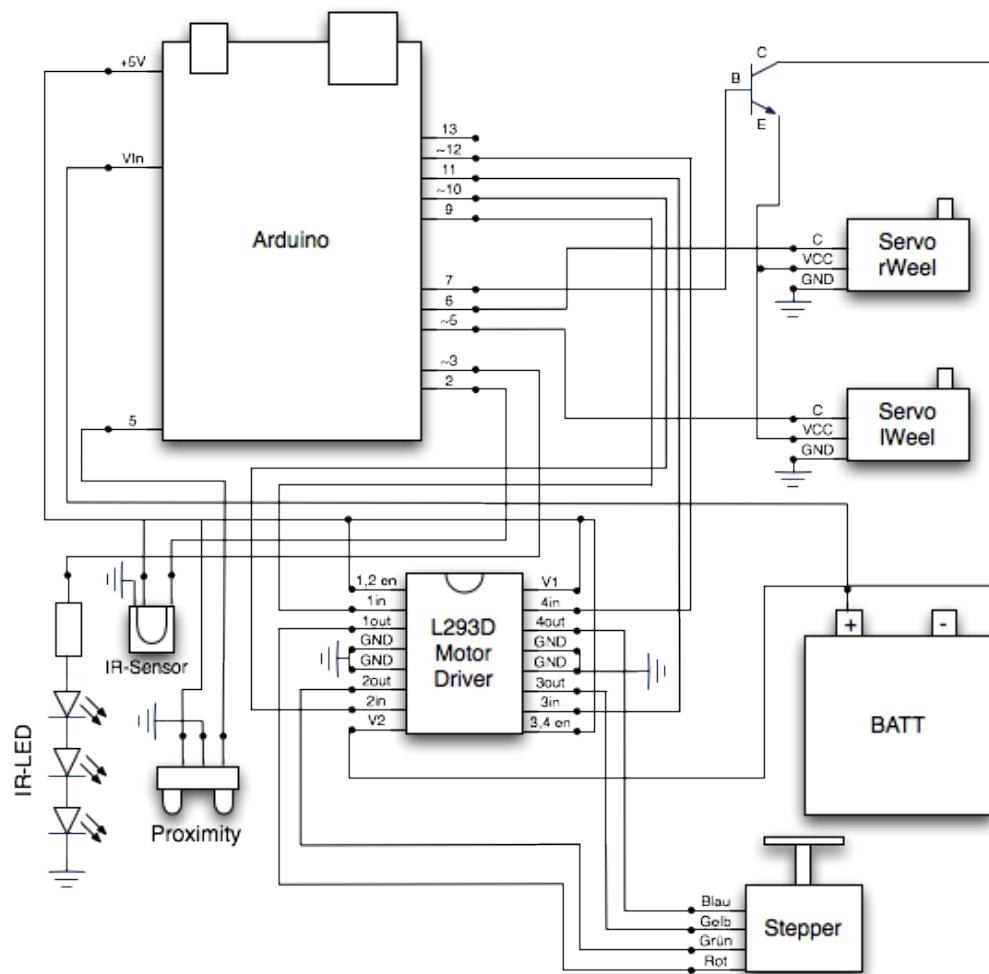 +5V
VIn
5
Arduino
13
~12
11
~10
9
7
6
~5
~3
2
C
B
E
C
VCC
GND
Servo
rWeel
C
VCC
GND
Servo
lWeel
1,2 en
1in
1out
GND
GND
2out
2in
V2
L293D
Motor
Driver
V1
4in
4out
GND
GND
3out
3in
3,4 en
+
-
BATT
IR-Sensor
IR-LED
Proximity
Blau
Gelb
Grün
Rot
Stepper